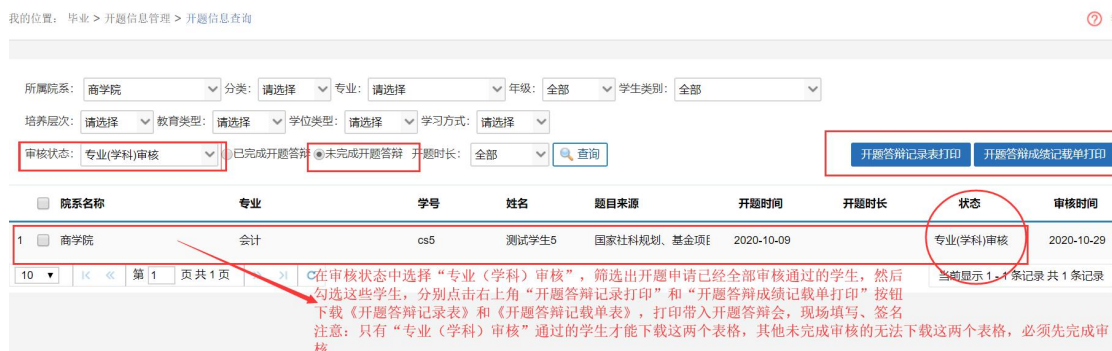 我的位置： 毕业 > 开题信息管理 > 开题信息查询
所属院系： 商学院 分类： 请选择 专业： 请选择 年级： 全部 学生类别： 全部
培养层次： 请选择 教育类型： 请选择 学位类型： 请选择 学习方式： 请选择
审核状态： 专业(学科)审核 已完成开题答辩 未完成开题答辩 开题时长： 全部 查询 开题答辩记录表打印 开题答辩成绩记载单打印
院系名称 专业 学号 姓名 题目来源 开题时间 开题时长 状态 审核时间
1 商学院 会计 cs5 测试学生5 国家社科规划、基金项 2020-10-09 专业(学科)审核 2020-10-29
10 第 1 页 共 1 页 当前显示 1 - 1 条记录 共 1 条记录
在审核状态中选择“专业（学科）审核”，筛选出开题申请已经全部审核通过的学生，然后
勾选这些学生，分别点击右上角“开题答辩记录打印”和“开题答辩成绩记载单打印”按钮
下载《开题答辩记录表》和《开题答辩记载单表》，打印带入开题答辩会，现场填写、签名
注意：只有“专业（学科）审核”通过的学生才能下载这两个表格，其他未完成审核的无法下载这两个表格，必须先完成审
核